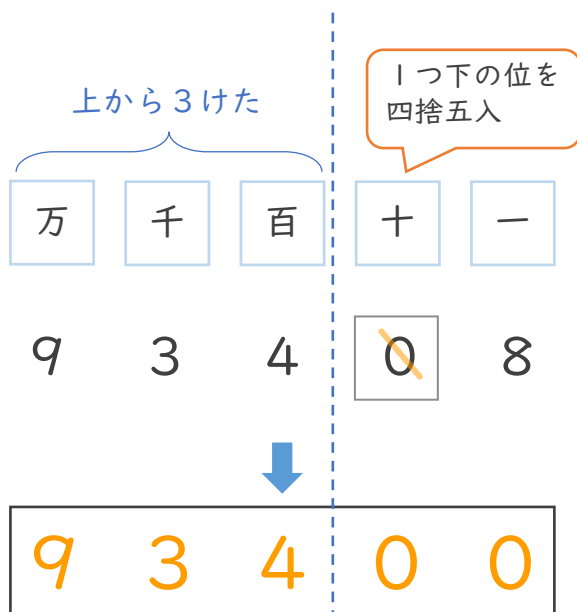 1つ下の位を
四捨五入
上から3けた
万 千 百 十 一
9 3 4 0 8
9 3 4 0 0